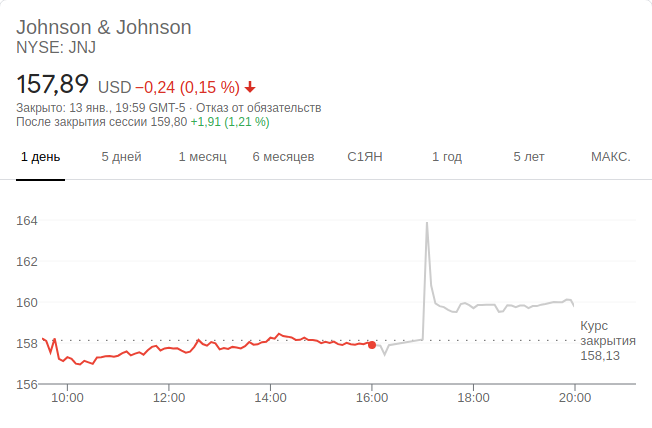 Johnson & Johnson
NYSE: JNJ
157,89 USD −0,24 (0,15 %)
Закрыто: 13 янв., 19:59 GMT-5 · Отказ от обязательств
После закрытия сессии 159,80 +1,91 (1,21 %)
1 день 5 дней 1 месяц 6 месяцев С1ЯН 1 год 5 лет МАКС.
164
162
160
158
156
Курс
закрытия
158,13
10:00 12:00 14:00 16:00 18:00 20:00